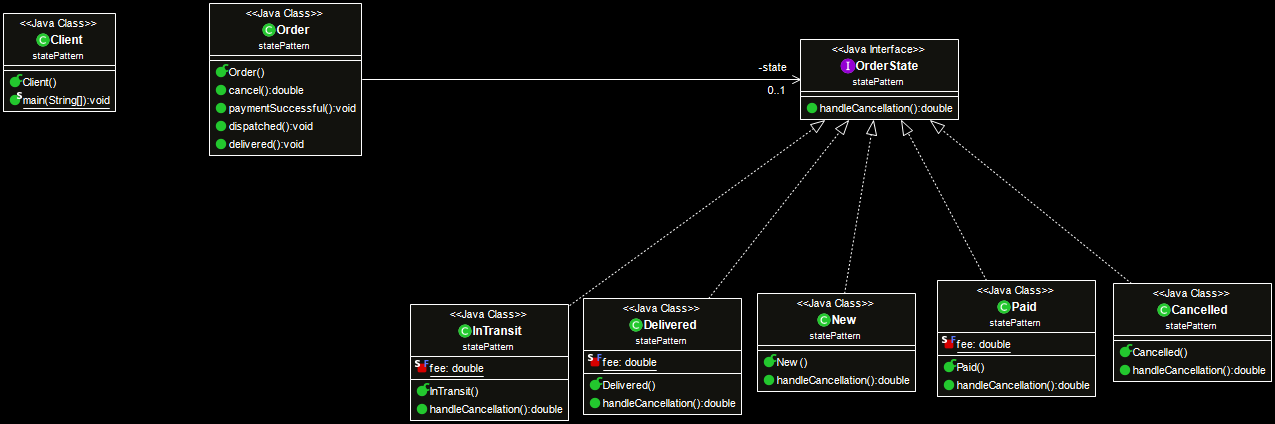 <<Java Class>>
Client
statePattern
Client()
main(String[]):void
<<Java Class>>
Order
statePattern
Order()
cancel():double
paymentSuccessful():void
dispatched():void
delivered():void
-state
0..1
<<Java Interface>>
OrderState
statePattern
handleCancellation():double
<<Java Class>>
InTransit
statePattern
fee: double
InTransit()
handleCancellation():double
<<Java Class>>
Delivered
statePattern
fee: double
Delivered()
handleCancellation():double
<<Java Class>>
New
statePattern
New ()
handleCancellation():double
<<Java Class>>
Paid
statePattern
fee: double
Paid()
handleCancellation():double
<<Java Class>>
Cancelled
statePattern
Cancelled()
handleCancellation():double